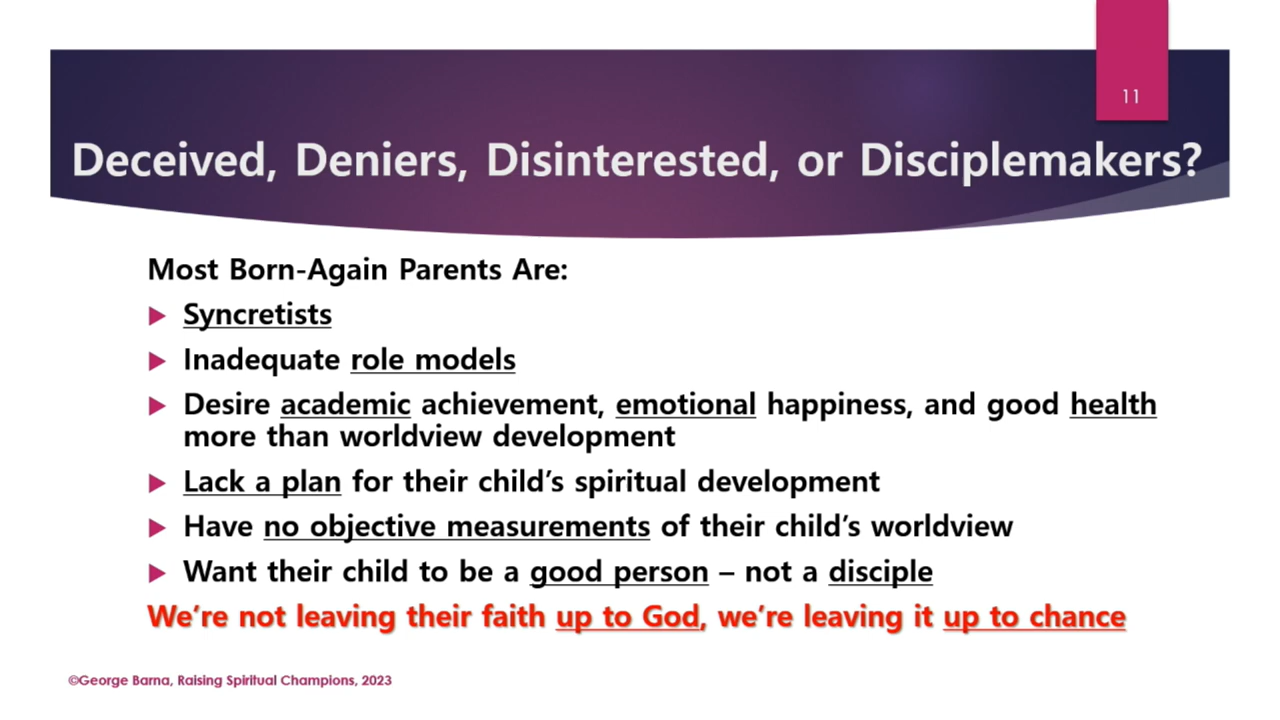 11
Deceived, Deniers, Disinterested, or Disciplemakers?
Most Born-Again Parents Are:
Syncretists
Inadequate role models
Desire academic achievement, emotional happiness, and good health
more than worldview development
Lack a plan for their child’s spiritual development
Have no objective measurements of their child’s worldview
Want their child to be a good person – not a disciple
We’re not leaving their faith up to God, we’re leaving it up to chance
©George Barna, Raising Spiritual Champions, 2023